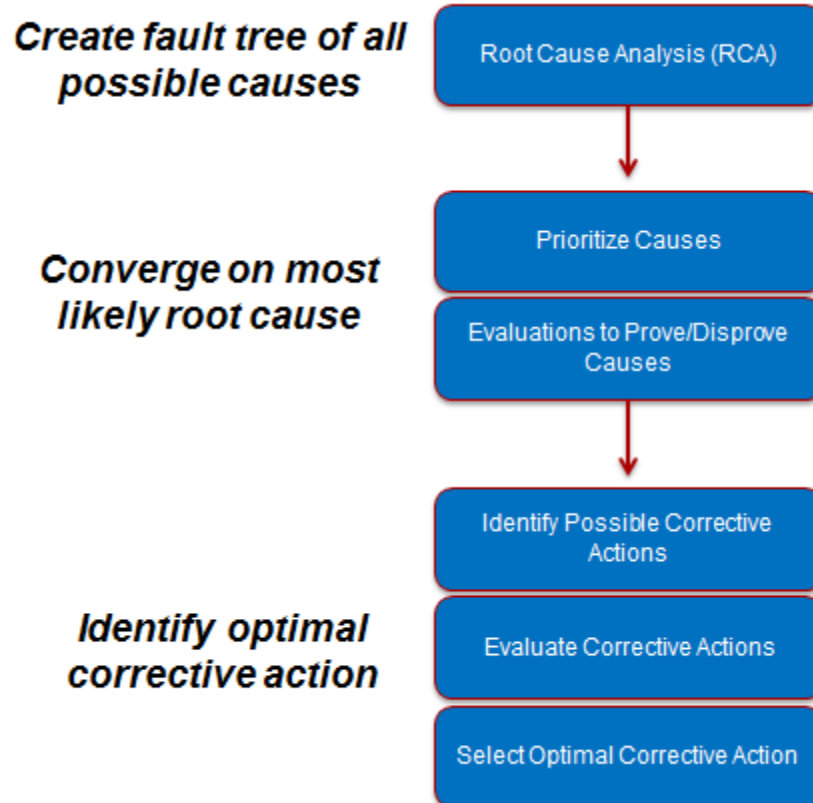 Create fault tree of all
possible causes
Root Cause Analysis (RCA)
Prioritize Causes
Converge on most
likely root cause
Evaluations to Prove/Disprove
Causes
Identify Possible Corrective
Actions
Identify optimal
corrective action
Evaluate Corrective Actions
Select Optimal Corrective Action